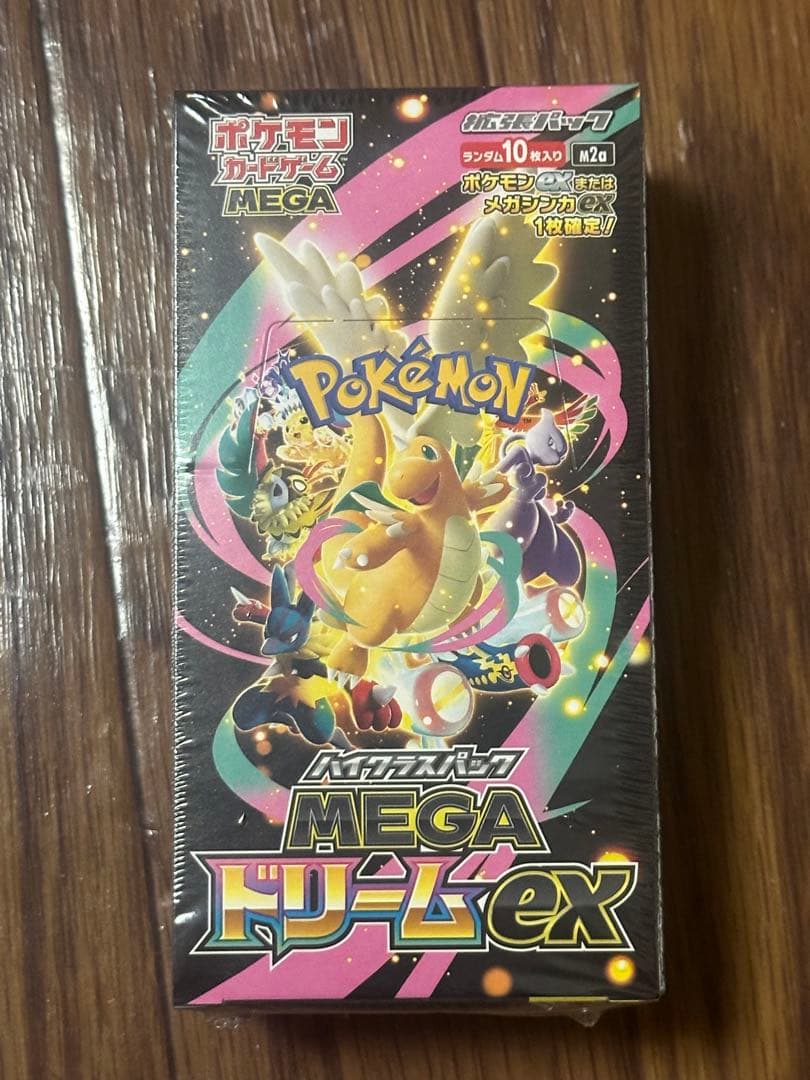 ポケモン
カードゲーム™
MEGA
拡張パック
ランダム10枚入り
M2a
ポケモンexまたは
メガシンカex
1枚確定!
POKéMON™
ハイクラスパック
MEGA
ドリームex